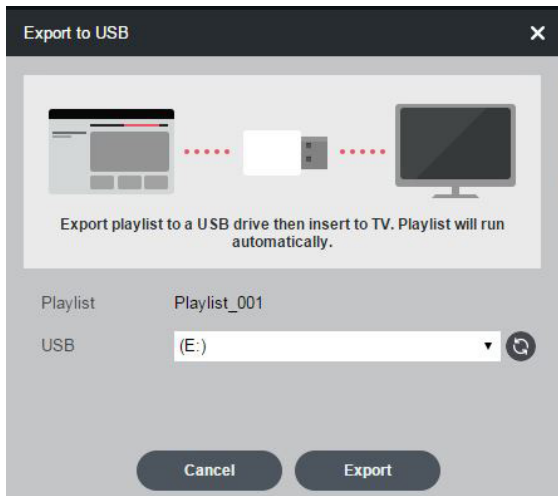 Export to USB
Export playlist to a USB drive then insert to TV. Playlist will run
automatically.
Playlist Playlist_001
USB (E:)
Cancel Export